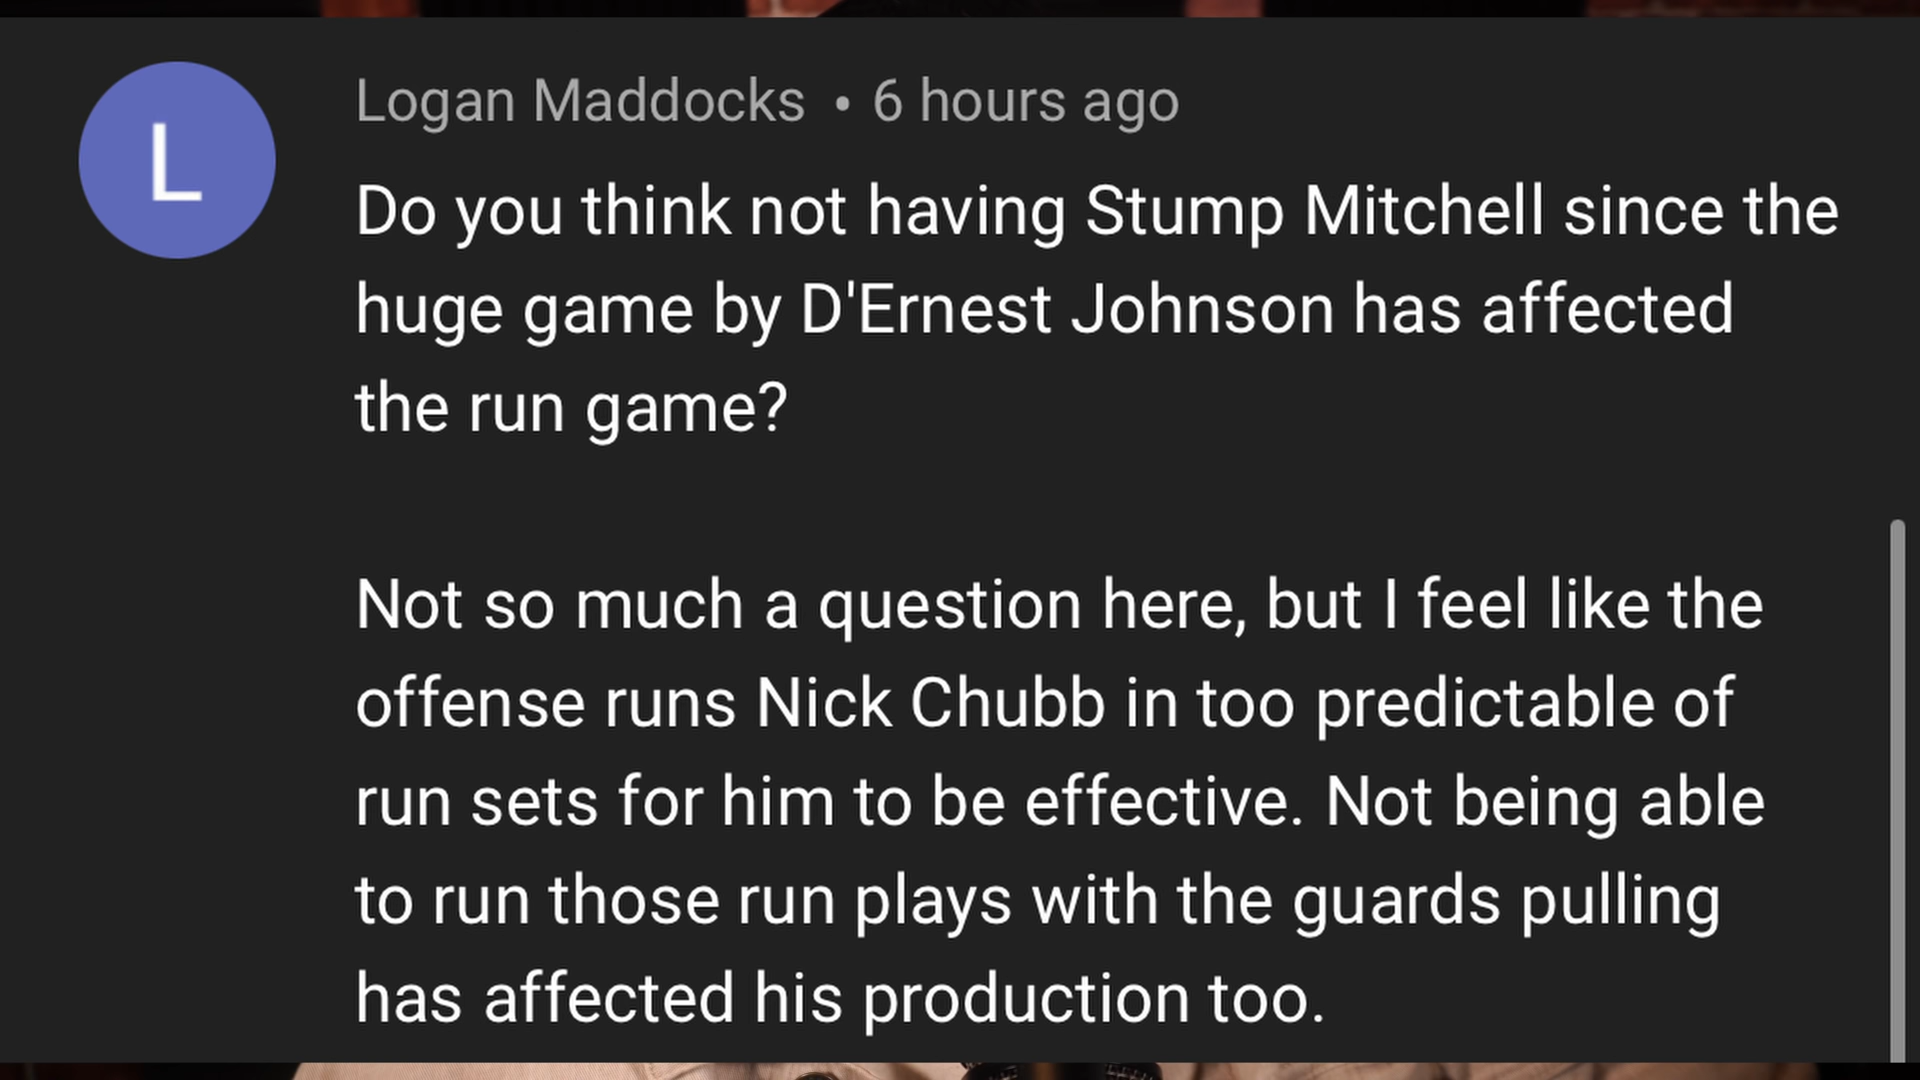 L
Logan Maddocks • 6 hours ago
Do you think not having Stump Mitchell since the
huge game by D'Ernest Johnson has affected
the run game?
Not so much a question here, but I feel like the
offense runs Nick Chubb in too predictable of
run sets for him to be effective. Not being able
to run those run plays with the guards pulling
has affected his production too.